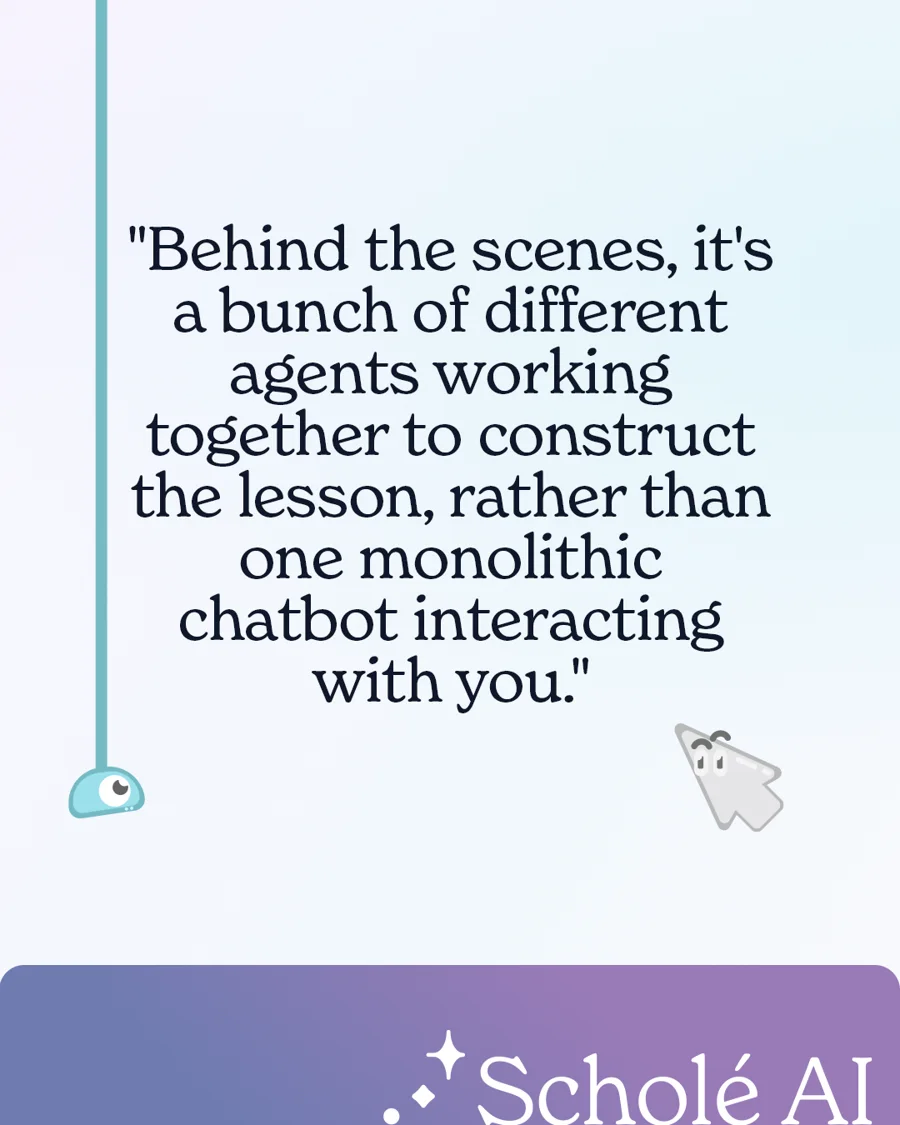 "Behind the scenes, it's
a bunch of different
agents working
together to construct
the lesson, rather than
one monolithic
chatbot interacting
with you."
Scholé AI